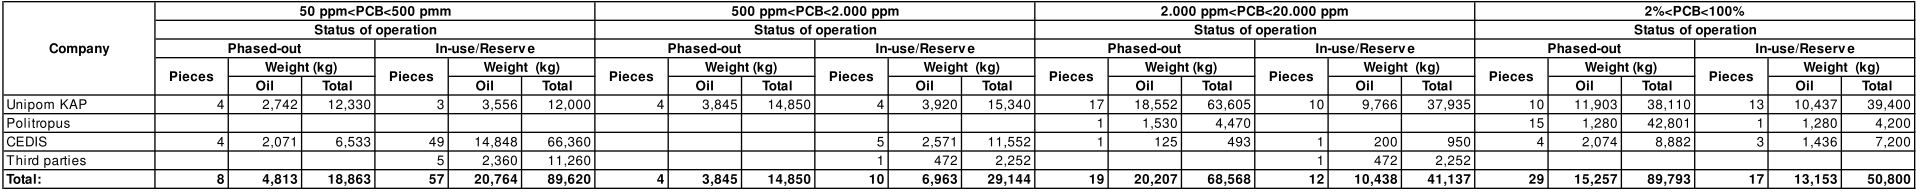 50 ppm<PCB<500 pmm 500 ppm<PCB<2.000 ppm 2.000 ppm<PCB<20.000 ppm 2%<PCB<100%
Status of operation Status of operation Status of operation Status of operation
Company Phased-out In-use/Reserve Phased-out In-use/Reserve Phased-out In-use/Reserve Phased-out In-use/Reserve
Pieces Weight (kg) Pieces Weight (kg) Pieces Weight (kg) Pieces Weight (kg) Pieces Weight (kg) Pieces Weight (kg) Pieces Weight (kg) Pieces Weight (kg)
Oil Total Oil Total Oil Total Oil Total Oil Total Oil Total Oil Total Oil Total
Unipom KAP 4 2,742 12,330 3 3,556 12,000 4 3,845 14,850 4 3,920 15,340 17 18,552 63,605 10 9,766 37,935 10 11,903 38,110 13 10,437 39,400
Politropus 1 1,530 4,470 15 1,280 42,801 1 1,280 4,200
CEDIS 4 2,071 6,533 49 14,848 66,360 5 2,571 11,552 1 125 493 1 200 950 4 2,074 8,882 3 1,436 7,200
Third parties 5 2,360 11,260 1 472 2,252 1 472 2,252
Total: 8 4,813 18,863 57 20,764 89,620 4 3,845 14,850 10 6,963 29,144 19 20,207 68,568 12 10,438 41,137 29 15,257 89,793 17 13,153 50,800